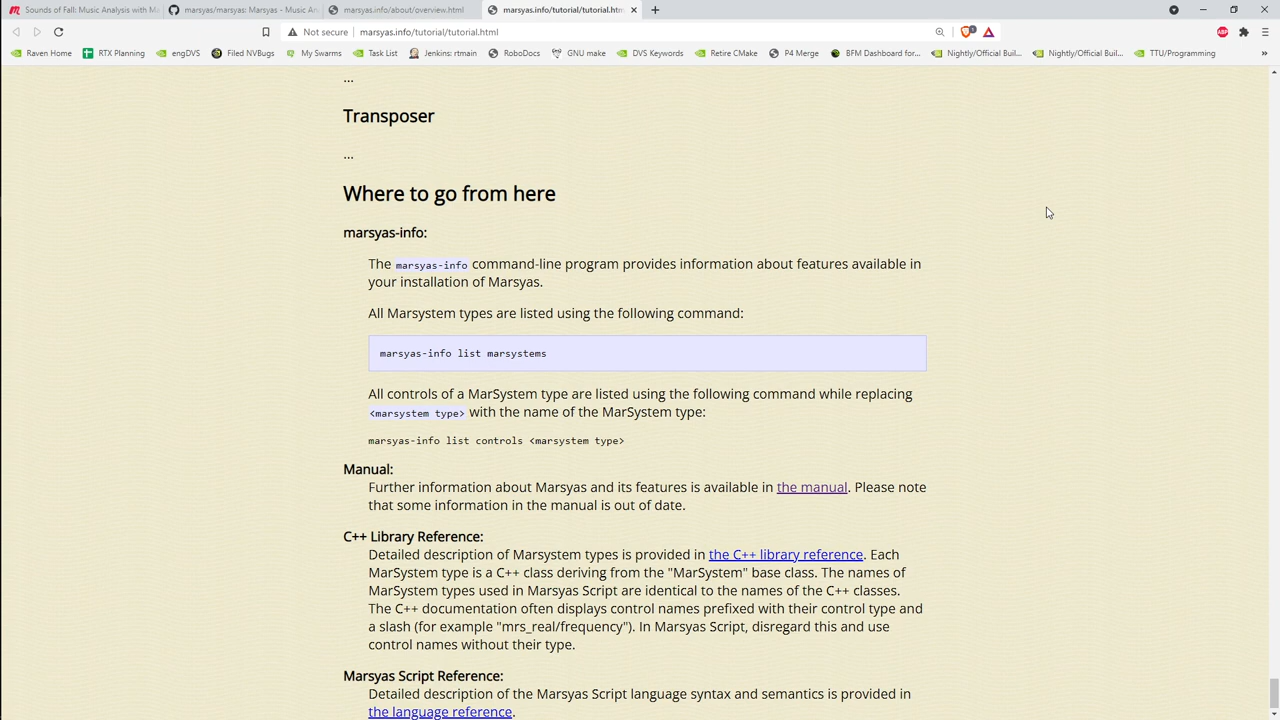 Sounds of Fall: Music Analysis with M
marsyas/marsyas: Marsyas - Music An
marsyas.info/about/overview.html
marsyas.info/tutorial/tutorial.htm
Not secure
marsyas.info/tutorial/tutorial.html
Raven Home
RTX Planning
engDVS
Filed NVBugs
My Swarms
Task List
Jenkins: rtmain
RoboDocs
GNU make
DVS Keywords
Retire CMake
P4 Merge
BFM Dashboard for...
Nightly/Official Buil...
Nightly/Official Buil...
TTU/Programming
...
Transposer
...
Where to go from here
marsyas-info:
The marsyas-info command-line program provides information about features available in
your installation of Marsyas.
All Marsystem types are listed using the following command:
marsyas-info list marsystems
All controls of a MarSystem type are listed using the following command while replacing
<marsystem type> with the name of the MarSystem type:
marsyas-info list controls <marsystem type>
Manual:
Further information about Marsyas and its features is available in the manual. Please note
that some information in the manual is out of date.
C++ Library Reference:
Detailed description of Marsystem types is provided in the C++ library reference. Each
MarSystem type is a C++ class deriving from the "MarSystem" base class. The names of
MarSystem types used in Marsyas Script are identical to the names of the C++ classes.
The C++ documentation often displays control names prefixed with their control type and
a slash (for example "mrs_real/frequency"). In Marsyas Script, disregard this and use
control names without their type.
Marsyas Script Reference:
Detailed description of the Marsyas Script language syntax and semantics is provided in
the language reference.